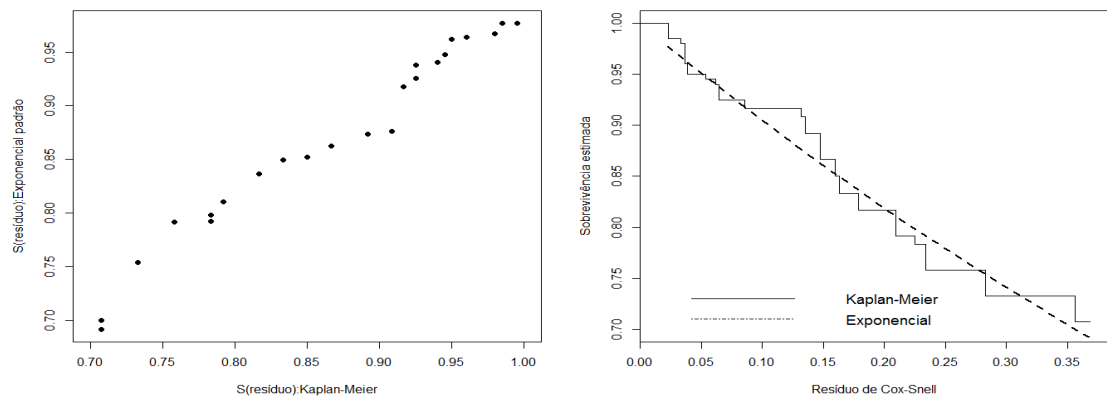 S(resíduo):Exponencial padrão
0.95
0.90
0.85
0.80
0.75
0.70
0.70 0.75 0.80 0.85 0.90 0.95 1.00
S(resíduo):Kaplan-Meier
Sobrevivência estimada
1.00
0.95
0.90
0.85
0.80
0.75
0.70
Kaplan-Meier
Exponencial
0.00 0.05 0.10 0.15 0.20 0.25 0.30 0.35
Resíduo de Cox-Snell